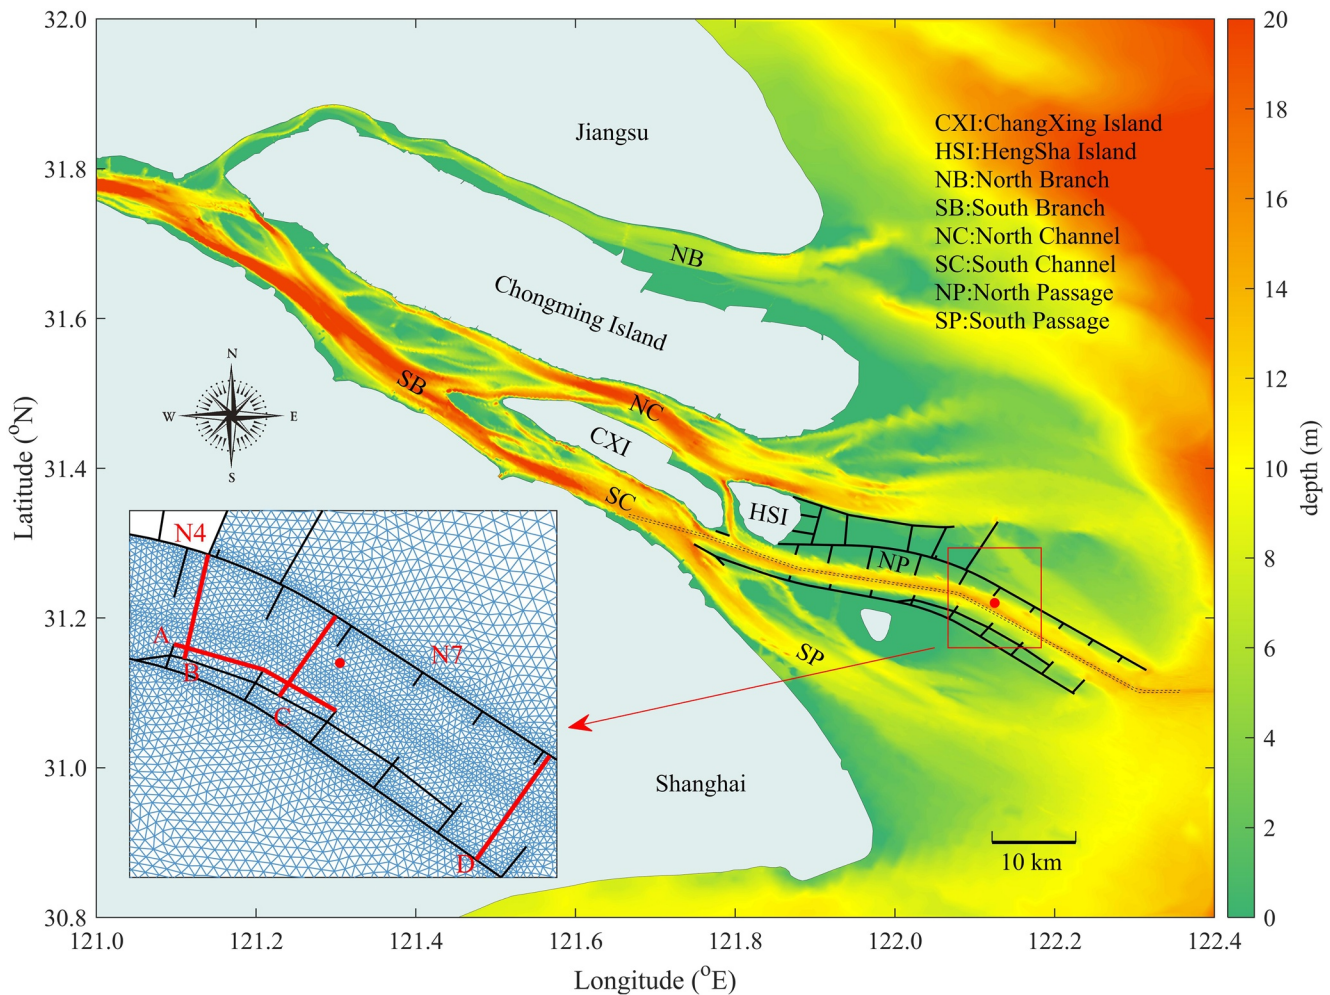 32.0
31.8
31.6
31.4
31.2
31.0
30.8
Latitude (°N)
121.0
121.2
121.4
121.6
121.8
122.0
122.2
122.4
Longitude (°E)
20
18
16
14
12
10
8
6
4
2
0
depth (m)
Jiangsu
CXI:ChangXing Island
HSI:HengSha Island
NB:North Branch
SB:South Branch
NC:North Channel
SC:South Channel
NP:North Passage
SP:South Passage
NB
Chongming Island
N
W
E
S
SB
NC
CXI
SC
HSI
NP
SP
N4
A
B
N7
C
D
Shanghai
10 km